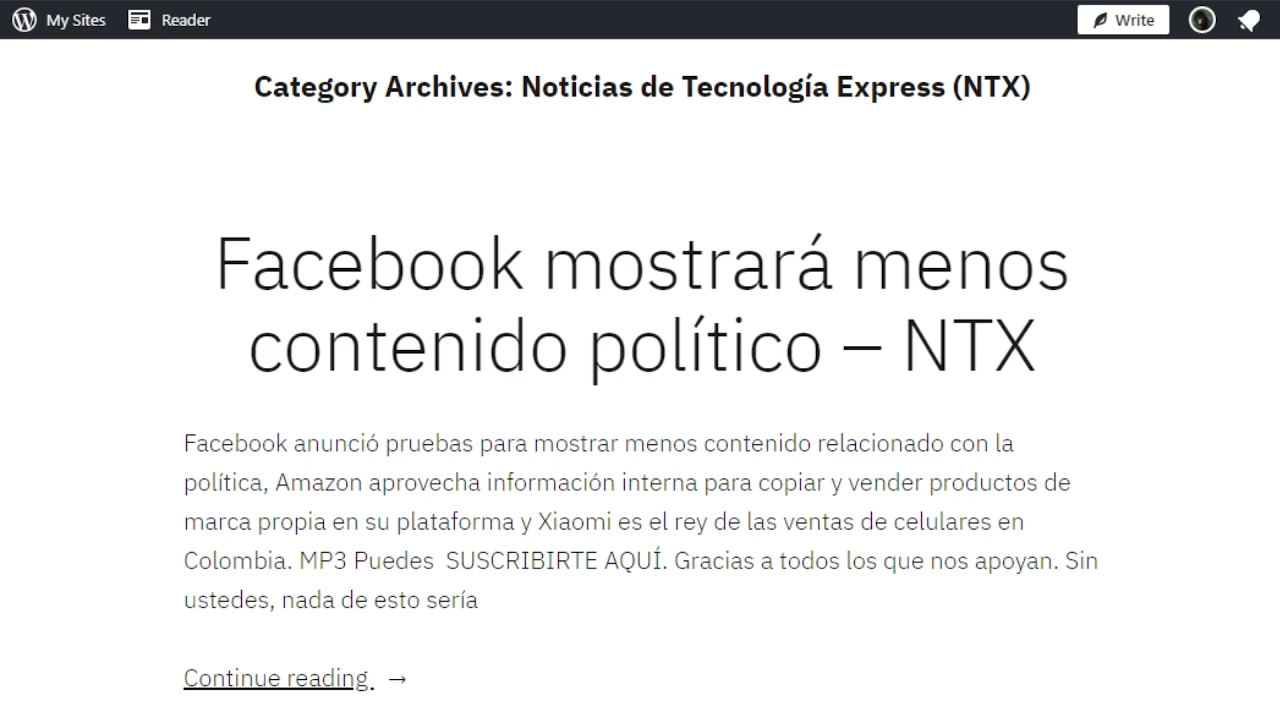 My Sites Reader Write
Category Archives: Noticias de Tecnología Express (NTX)
Facebook mostrará menos
contenido político – NTX
Facebook anunció pruebas para mostrar menos contenido relacionado con la
política, Amazon aprovecha información interna para copiar y vender productos de
marca propia en su plataforma y Xiaomi es el rey de las ventas de celulares en
Colombia. MP3 Puedes  SUSCRIBIRTE AQUÍ. Gracias a todos los que nos apoyan. Sin
ustedes, nada de esto sería
Continue reading →